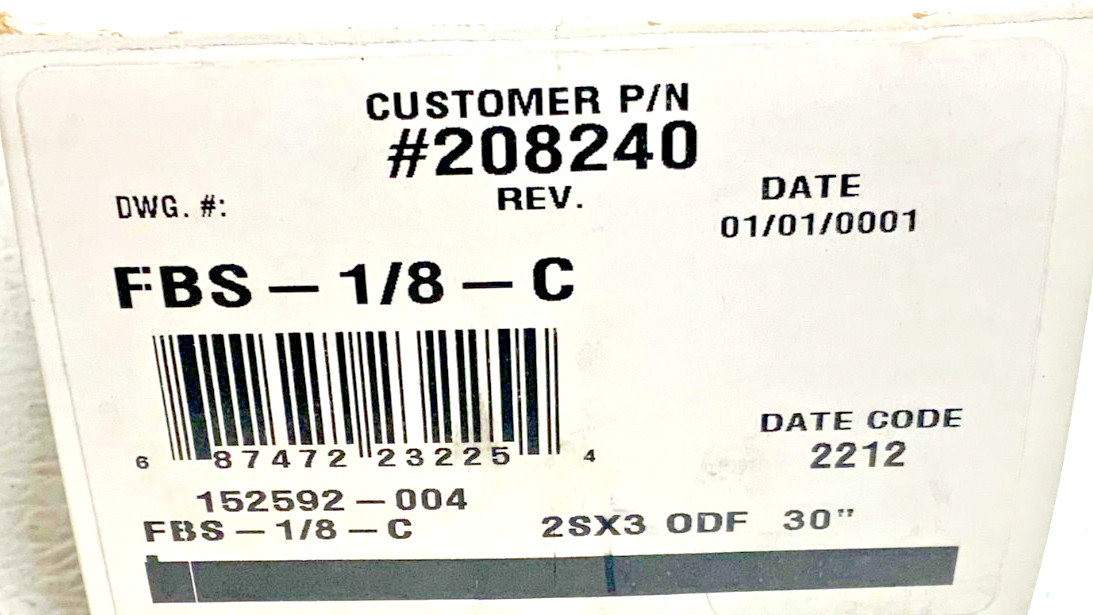 CUSTOMER P/N
#208240
DWG. #: REV. DATE
01/01/0001
FBS – 1/8 – C
6 87472 23225 4
DATE CODE
2212
152592 – 004
FBS – 1/8 – C 2SX3 ODF 30"